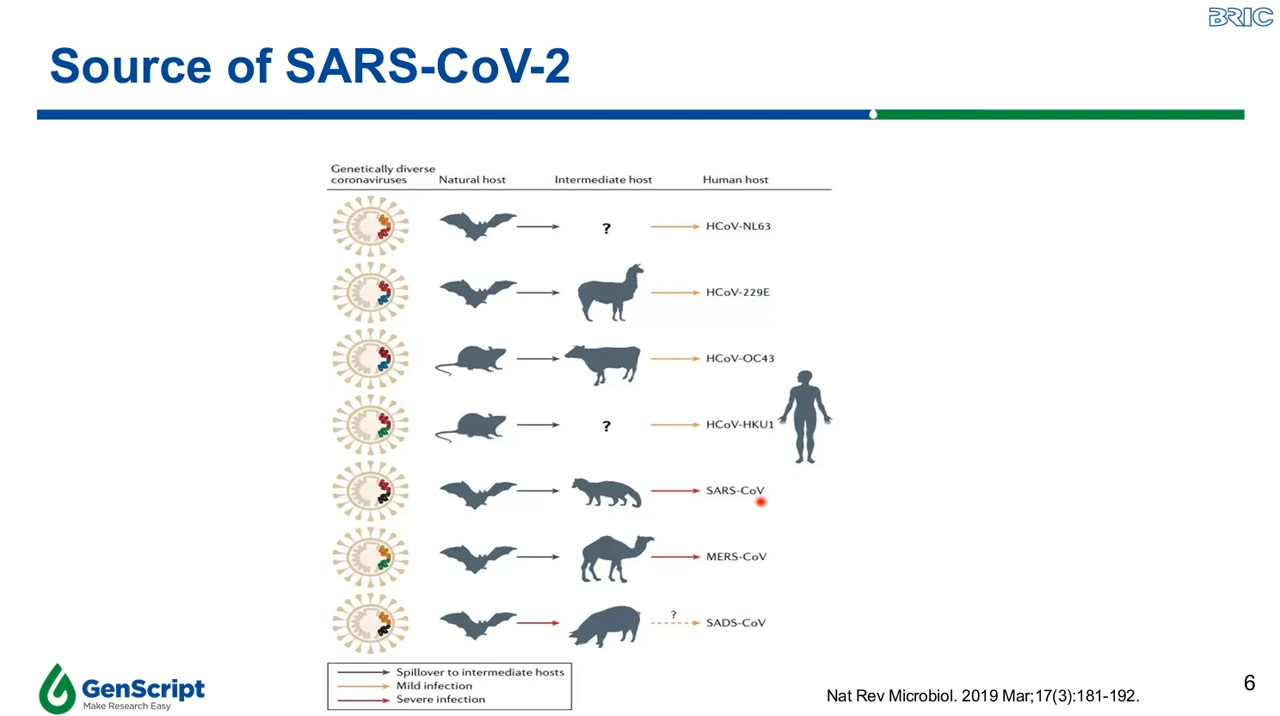 BRIC
Source of SARS-CoV-2
Genetically diverse
coronaviruses
Natural host
Intermediate host
Human host
?
HCoV-NL63
HCoV-229E
HCoV-OC43
?
HCoV-HKU1
SARS-CoV
MERS-CoV
?
SADS-CoV
Spillover to intermediate hosts
Mild infection
Severe infection
GenScript
Make Research Easy
Nat Rev Microbiol. 2019 Mar;17(3):181-192.
6